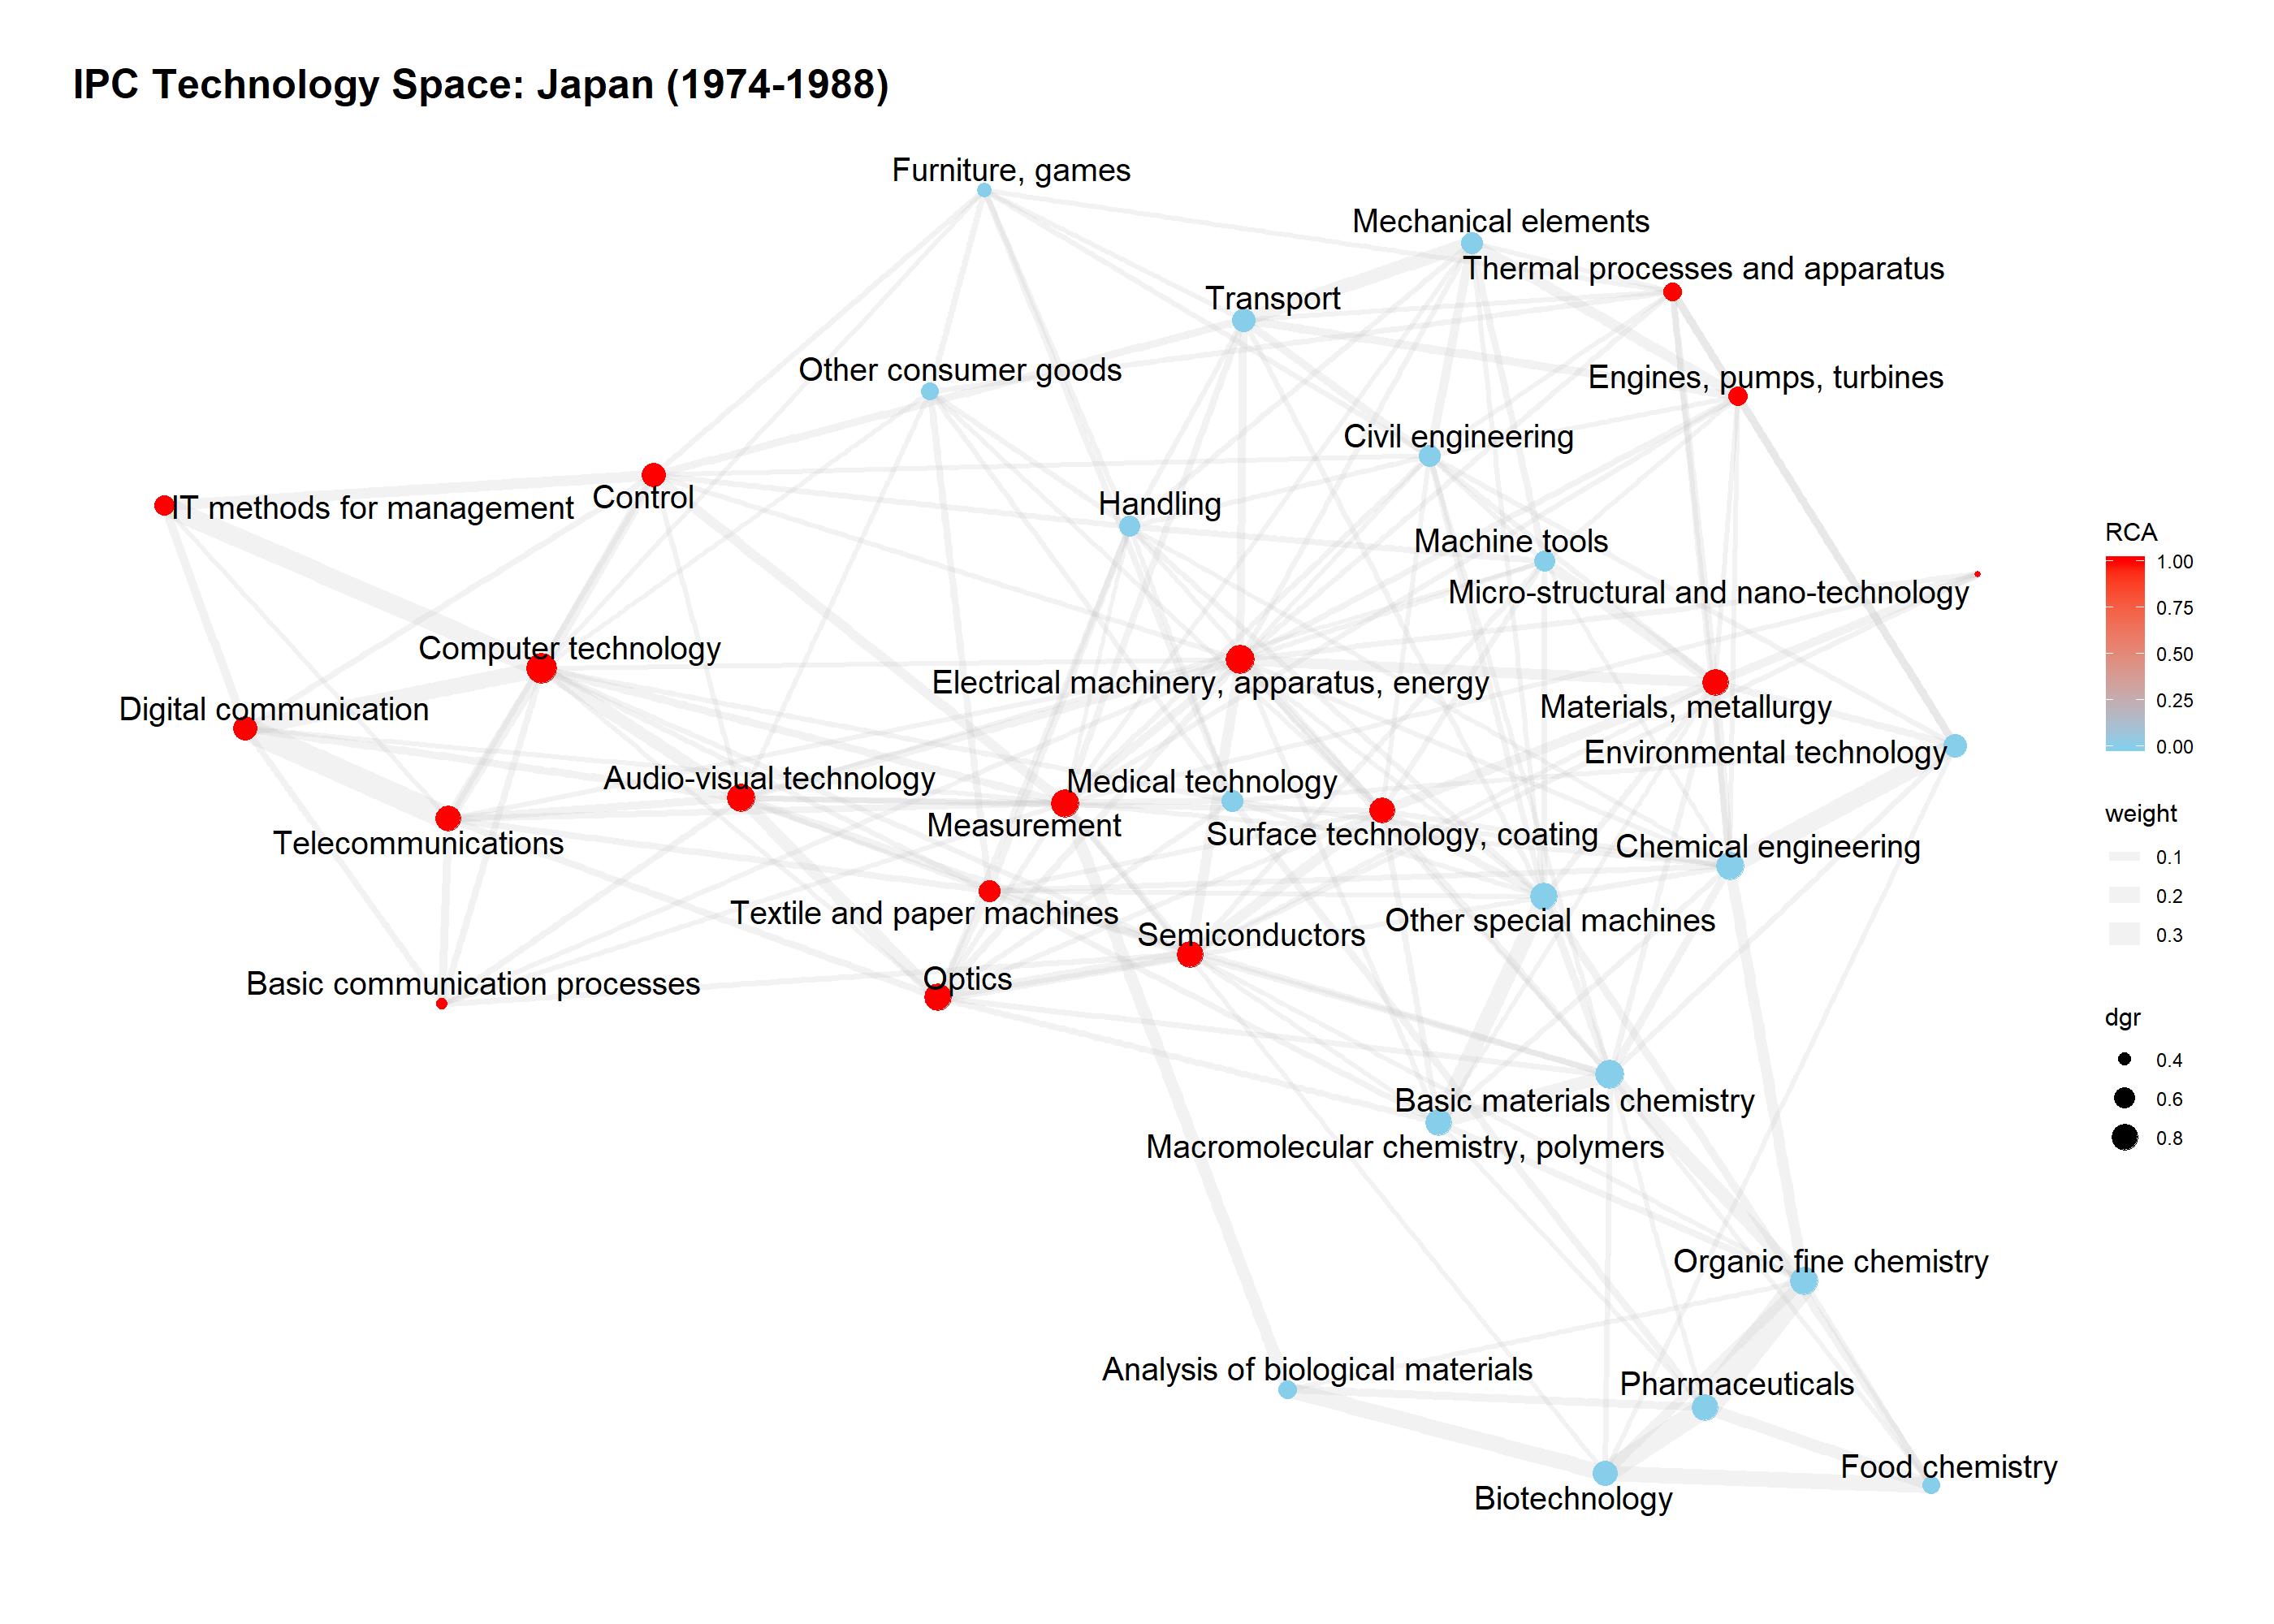 IPC Technology Space: Japan (1974-1988)
Furniture, games
Mechanical elements
Thermal processes and apparatus
Transport
Other consumer goods
Engines, pumps, turbines
Civil engineering
IT methods for management
Control
Handling
Machine tools
Micro-structural and nano-technology
Computer technology
Electrical machinery, apparatus, energy
Digital communication
Materials, metallurgy
Environmental technology
Audio-visual technology
Medical technology
Measurement
Surface technology, coating
Telecommunications
Chemical engineering
Textile and paper machines
Other special machines
Semiconductors
Basic communication processes
Optics
Basic materials chemistry
Macromolecular chemistry, polymers
Organic fine chemistry
Analysis of biological materials
Pharmaceuticals
Food chemistry
Biotechnology
RCA
1.00
0.75
0.50
0.25
0.00
weight
0.1
0.2
0.3
dgr
0.4
0.6
0.8